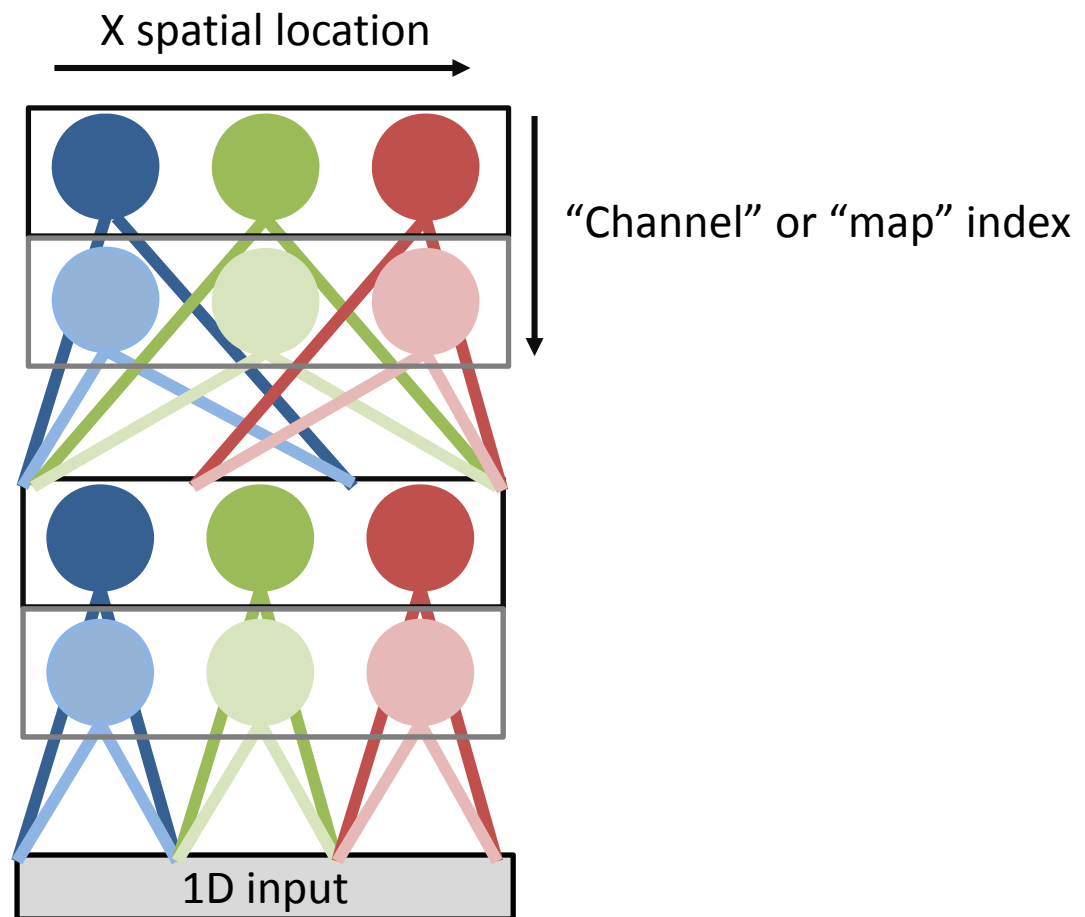 X spatial location
“Channel” or “map” index
1D input